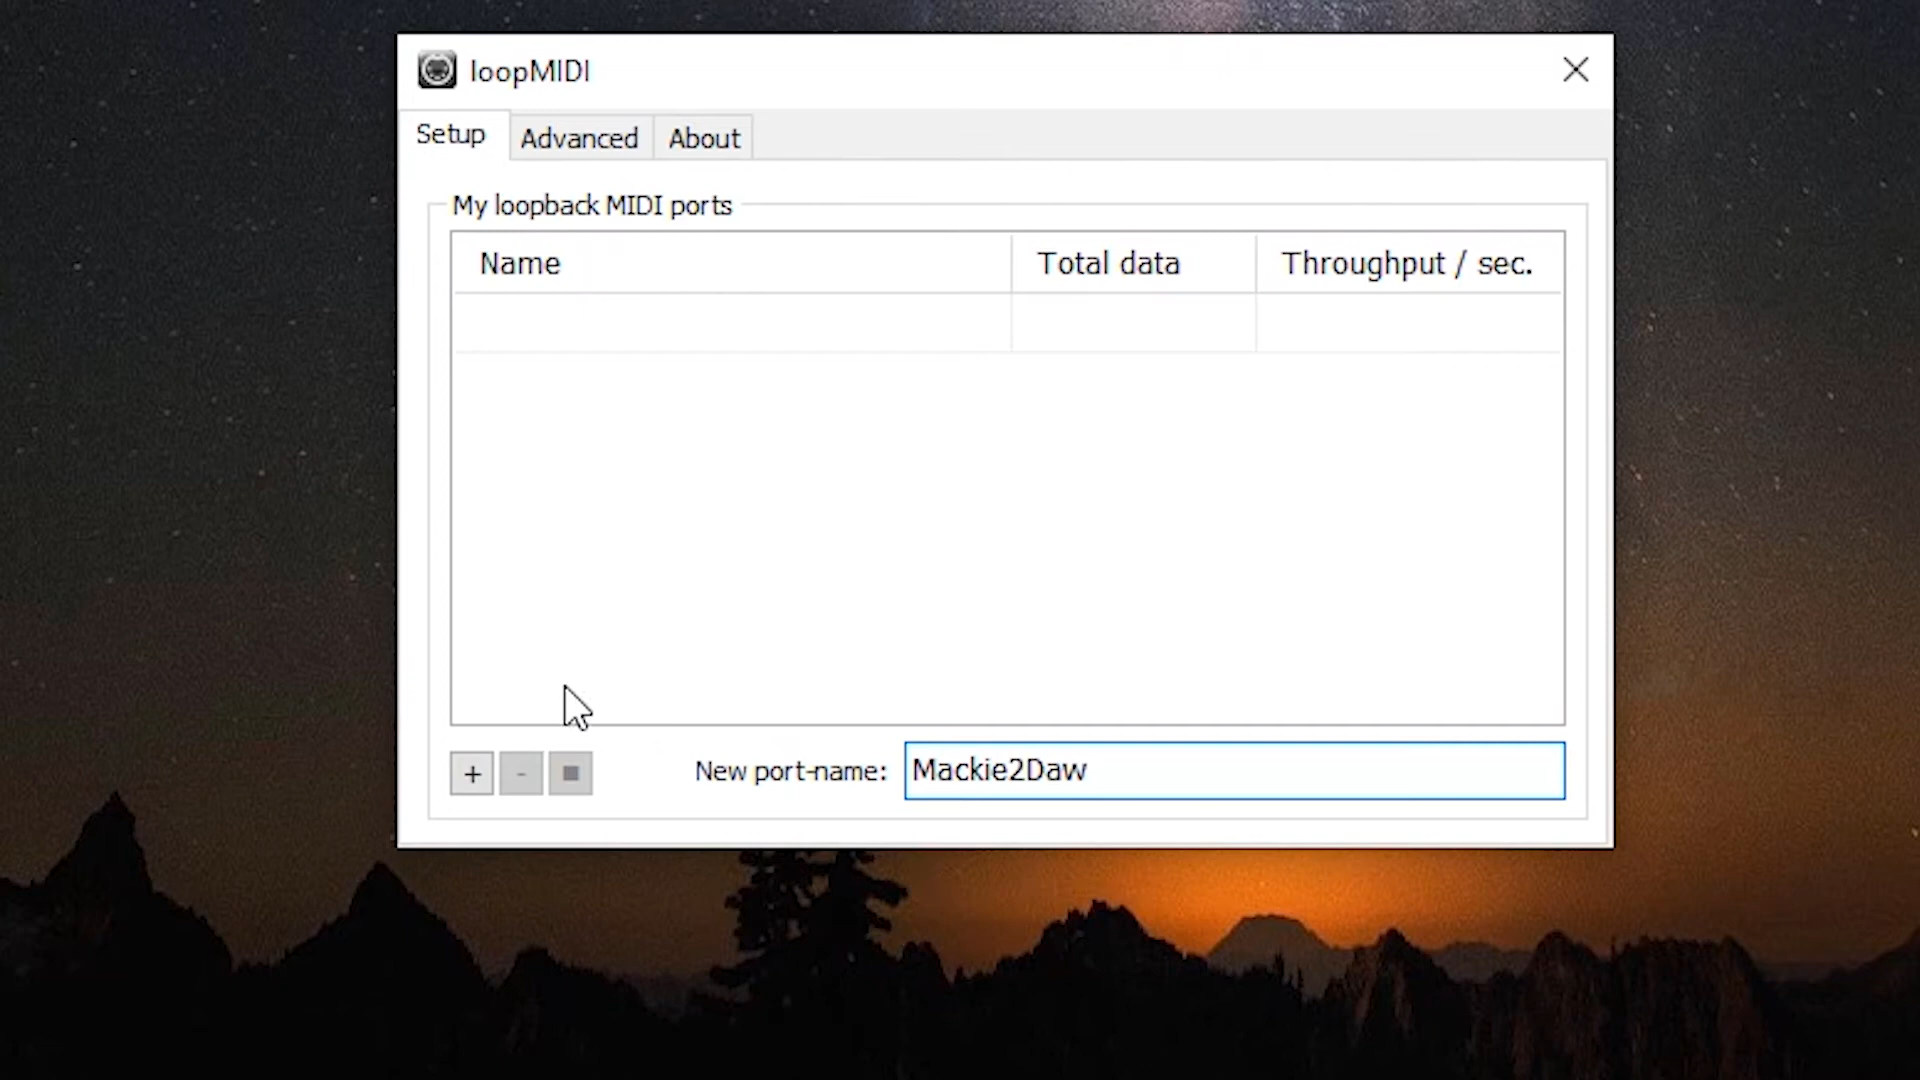 loopMIDI
Setup Advanced About
My loopback MIDI ports
Name Total data Throughput / sec.
+ - New port-name: Mackie2Daw